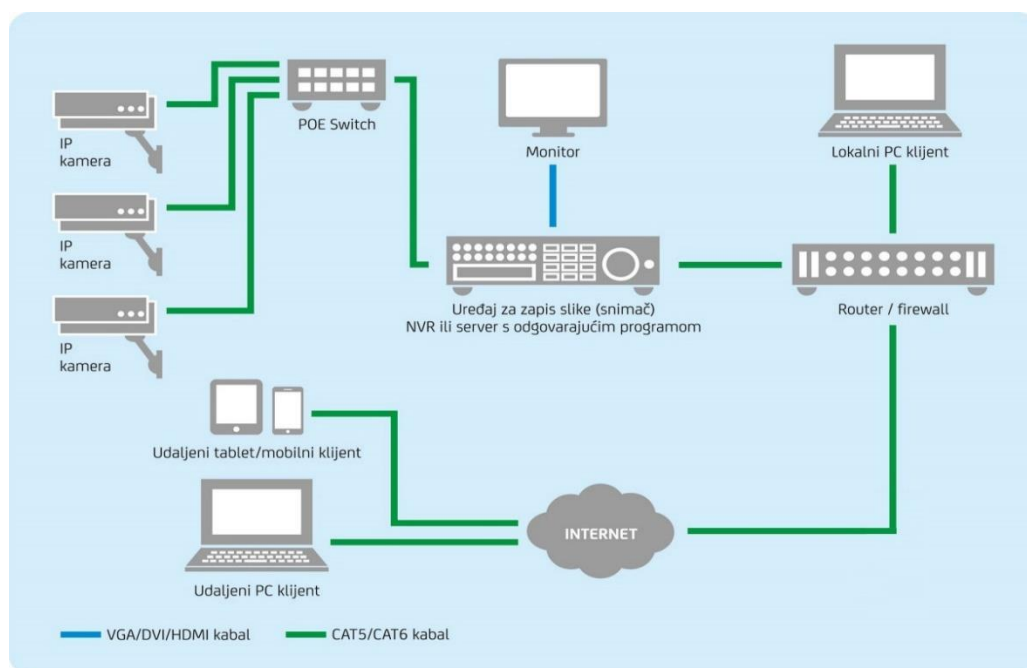 POE Switch
Monitor
Lokalni PC klijent
IP
kamera
IP
kamera
IP
kamera
Uređaj za zapis slike (snimač)
NVR ili server s odgovarajućim programom
Router / firewall
Udaljeni tablet/mobilni klijent
INTERNET
Udaljeni PC klijent
VGA/DVI/HDMI kabal
CAT5/CAT6 kabal